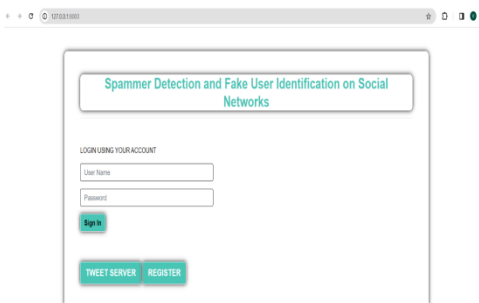 127.0.0.1:8000
Spammer Detection and Fake User Identification on Social
Networks
LOGIN USING YOUR ACCOUNT
User Name
Password
Sign In
TWEET SERVER REGISTER